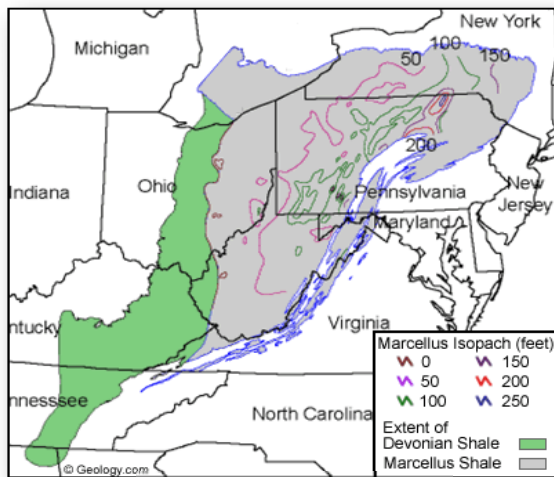 New York
Michigan
50
100
150
200
Indiana
Ohio
Pennsylvania
New
Jersey
Maryland
entucky
Virginia
nnesssee
North Carolina
Marcellus Isopach (feet)
0 150
50 200
100 250
Extent of
Devonian Shale
Marcellus Shale
© Geology.com